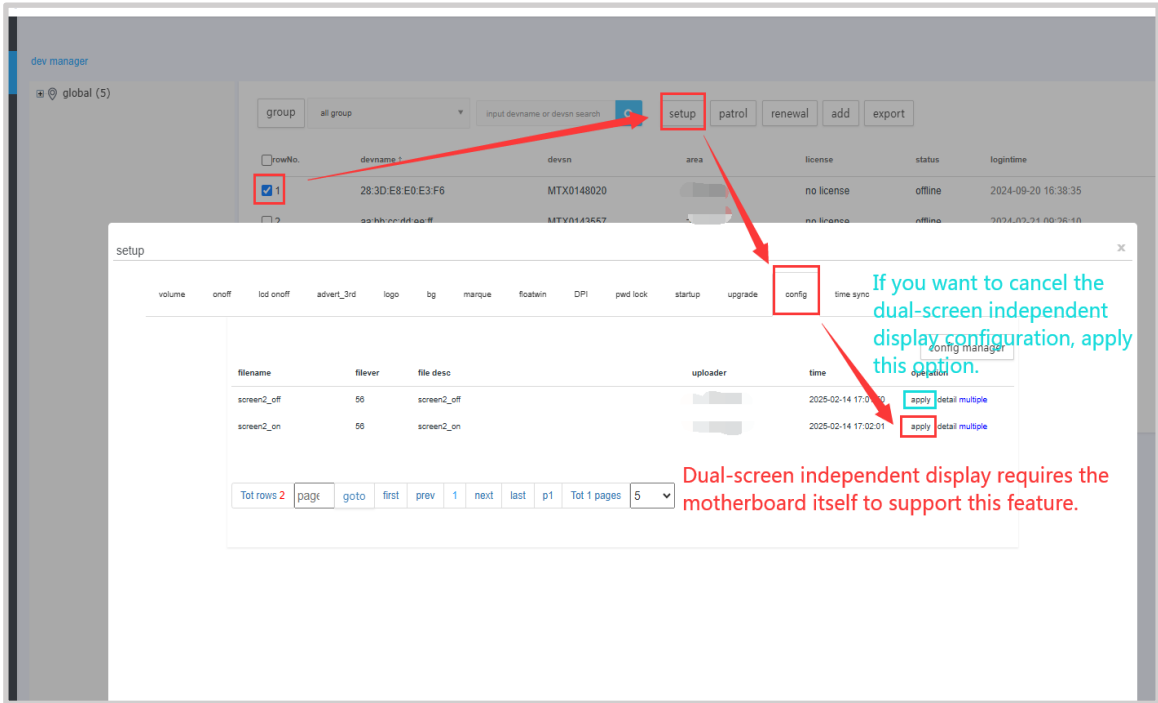 dev manager
global (5)
group all group input devname or devsn search setup patrol renewal add export
rowNo. devname devsn area license status logintime
1 28:3D:E8:E0:E3:F6 MTX0148020 no license offline 2024-09-20 16:38:35
2 aa:bb:cc:dd:ee:ff MTX0143557 no license offline 2024-02-21 09:26:10
setup ×
volume onoff lcd onoff advert_3rd logo bg marque floatwin DPI pwd lock startup upgrade config time sync
If you want to cancel the
dual-screen independent
display configuration, apply
this option.
config manager
filename filever file desc uploader time operation
screen2_off 56 screen2_off 2025-02-14 apply detail multiple
screen2_on 56 screen2_on 2025-02-14 17:02:01 apply detail multiple
Tot rows 2 page goto first prev 1 next last p1 Tot 1 pages 5
Dual-screen independent display requires the
motherboard itself to support this feature.